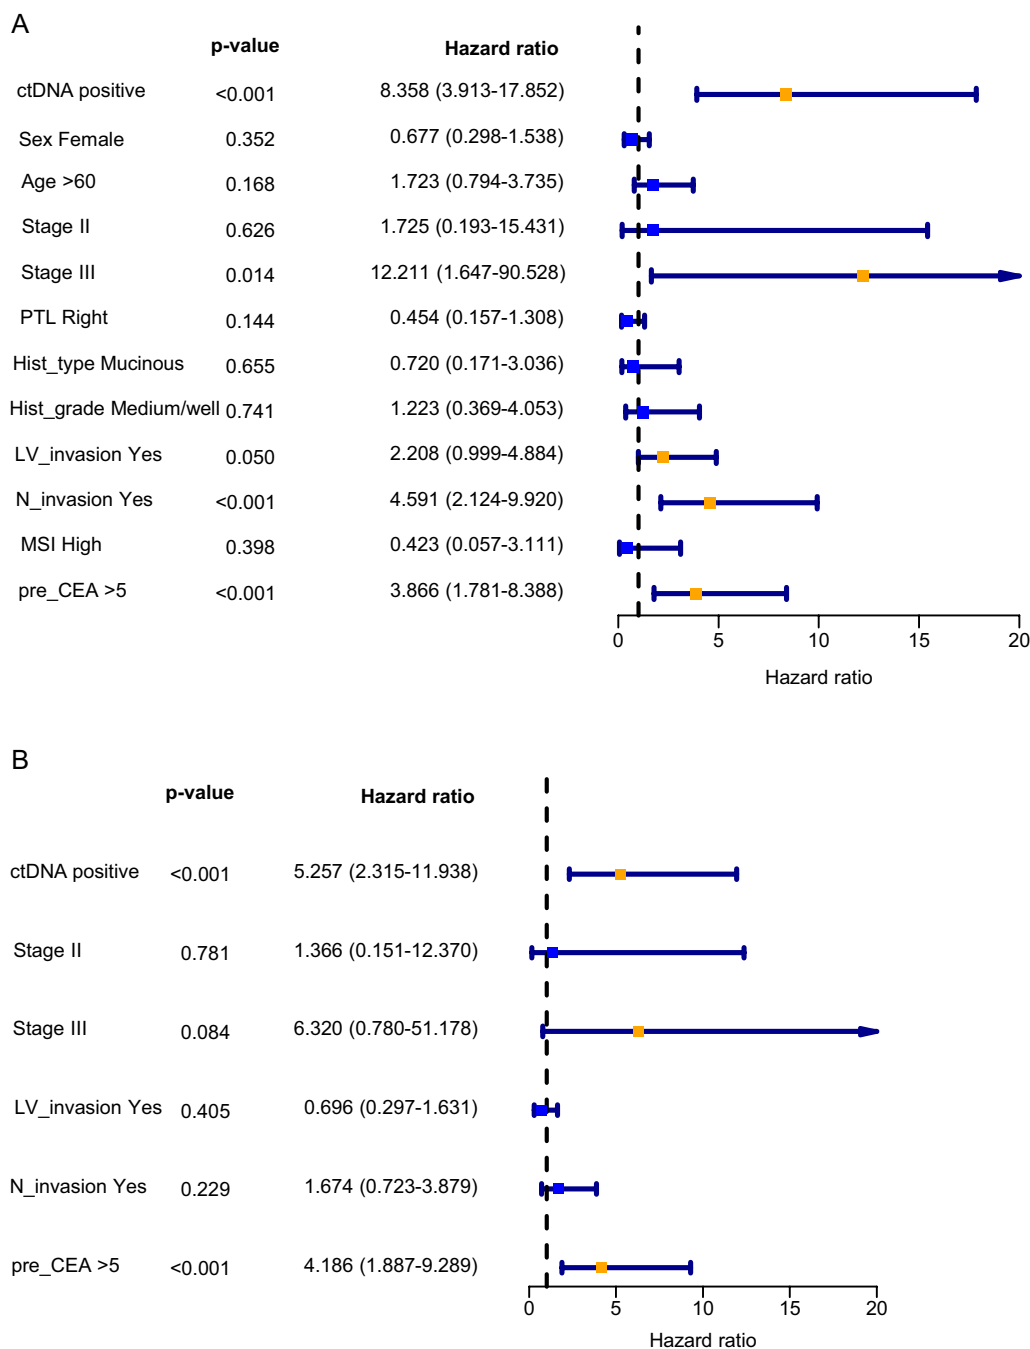 A
p-value Hazard ratio
ctDNA positive <0.001 8.358 (3.913-17.852)
Sex Female 0.352 0.677 (0.298-1.538)
Age >60 0.168 1.723 (0.794-3.735)
Stage II 0.626 1.725 (0.193-15.431)
Stage III 0.014 12.211 (1.647-90.528)
PTL Right 0.144 0.454 (0.157-1.308)
Hist_type Mucinous 0.655 0.720 (0.171-3.036)
Hist_grade Medium/well 0.741 1.223 (0.369-4.053)
LV_invasion Yes 0.050 2.208 (0.999-4.884)
N_invasion Yes <0.001 4.591 (2.124-9.920)
MSI High 0.398 0.423 (0.057-3.111)
pre_CEA >5 <0.001 3.866 (1.781-8.388)
0 5 10 15 20
Hazard ratio
B
p-value Hazard ratio
ctDNA positive <0.001 5.257 (2.315-11.938)
Stage II 0.781 1.366 (0.151-12.370)
Stage III 0.084 6.320 (0.780-51.178)
LV_invasion Yes 0.405 0.696 (0.297-1.631)
N_invasion Yes 0.229 1.674 (0.723-3.879)
pre_CEA >5 <0.001 4.186 (1.887-9.289)
0 5 10 15 20
Hazard ratio